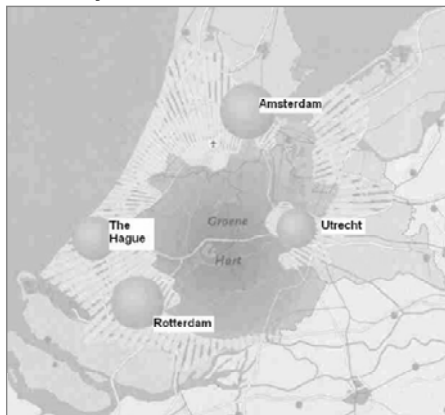 Amsterdam
Groene
Utrecht
The
Hague
Hart
Rotterdam